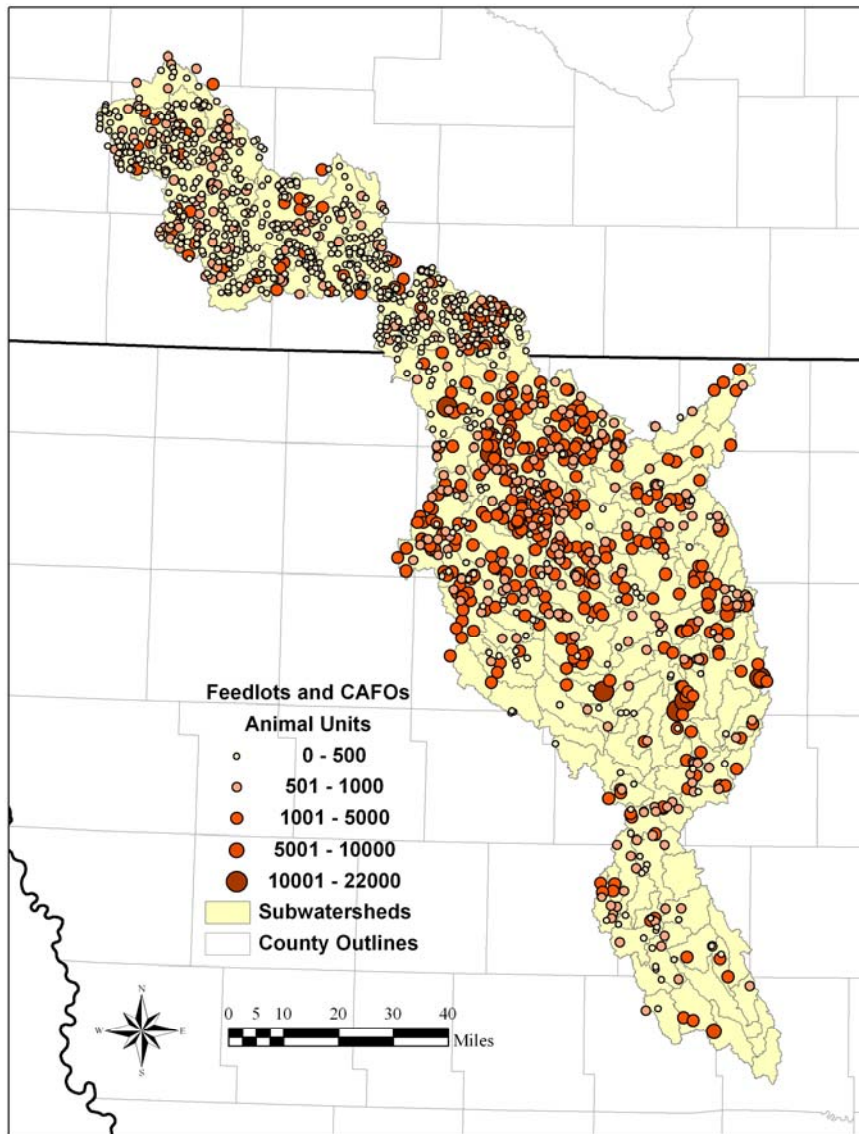 Feedlots and CAFOs
Animal Units
0 - 500
501 - 1000
1001 - 5000
5001 - 10000
10001 - 22000
Subwatersheds
County Outlines
N
W E
S
0 5 10 20 30 40
Miles